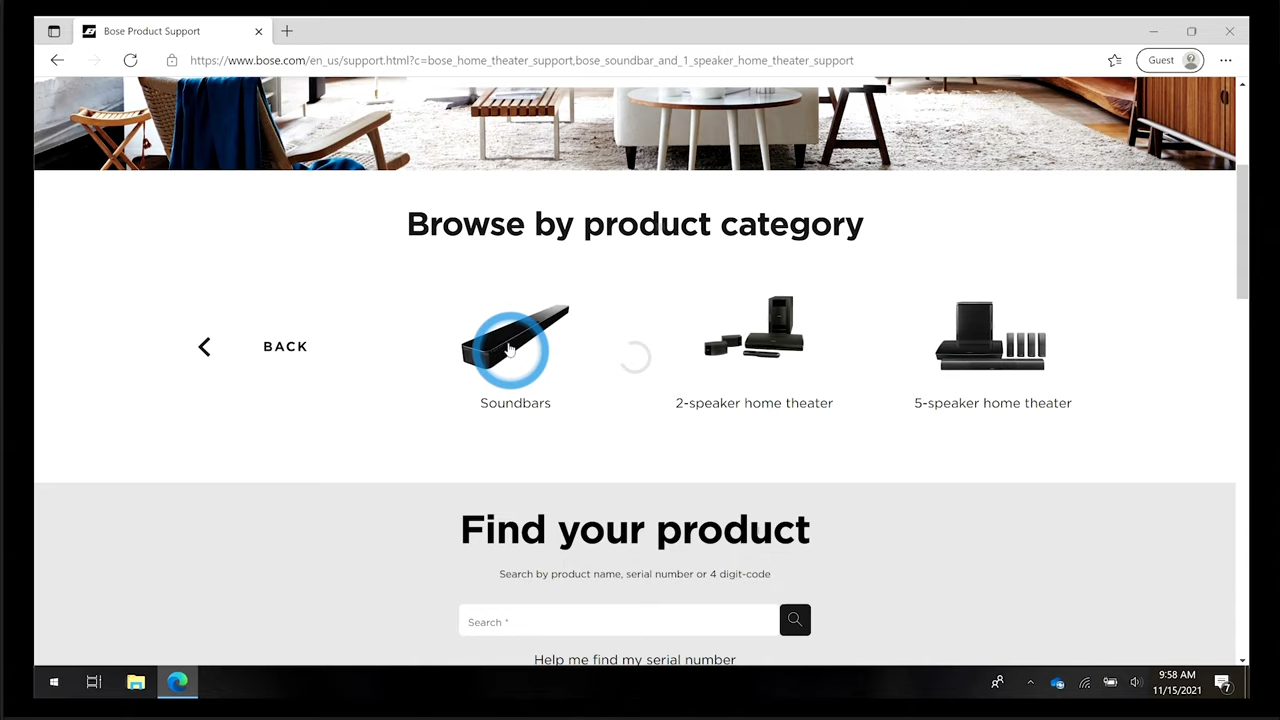 Bose Product Support
https://www.bose.com/en_us/support.html?c=bose_home_theater_support,bose_soundbar_and_1_speaker_home_theater_support
Guest
Browse by product category
BACK
Soundbars
2-speaker home theater
5-speaker home theater
Find your product
Search by product name, serial number or 4 digit-code
Search *
Help me find my serial number
9:58 AM
11/15/2021
7